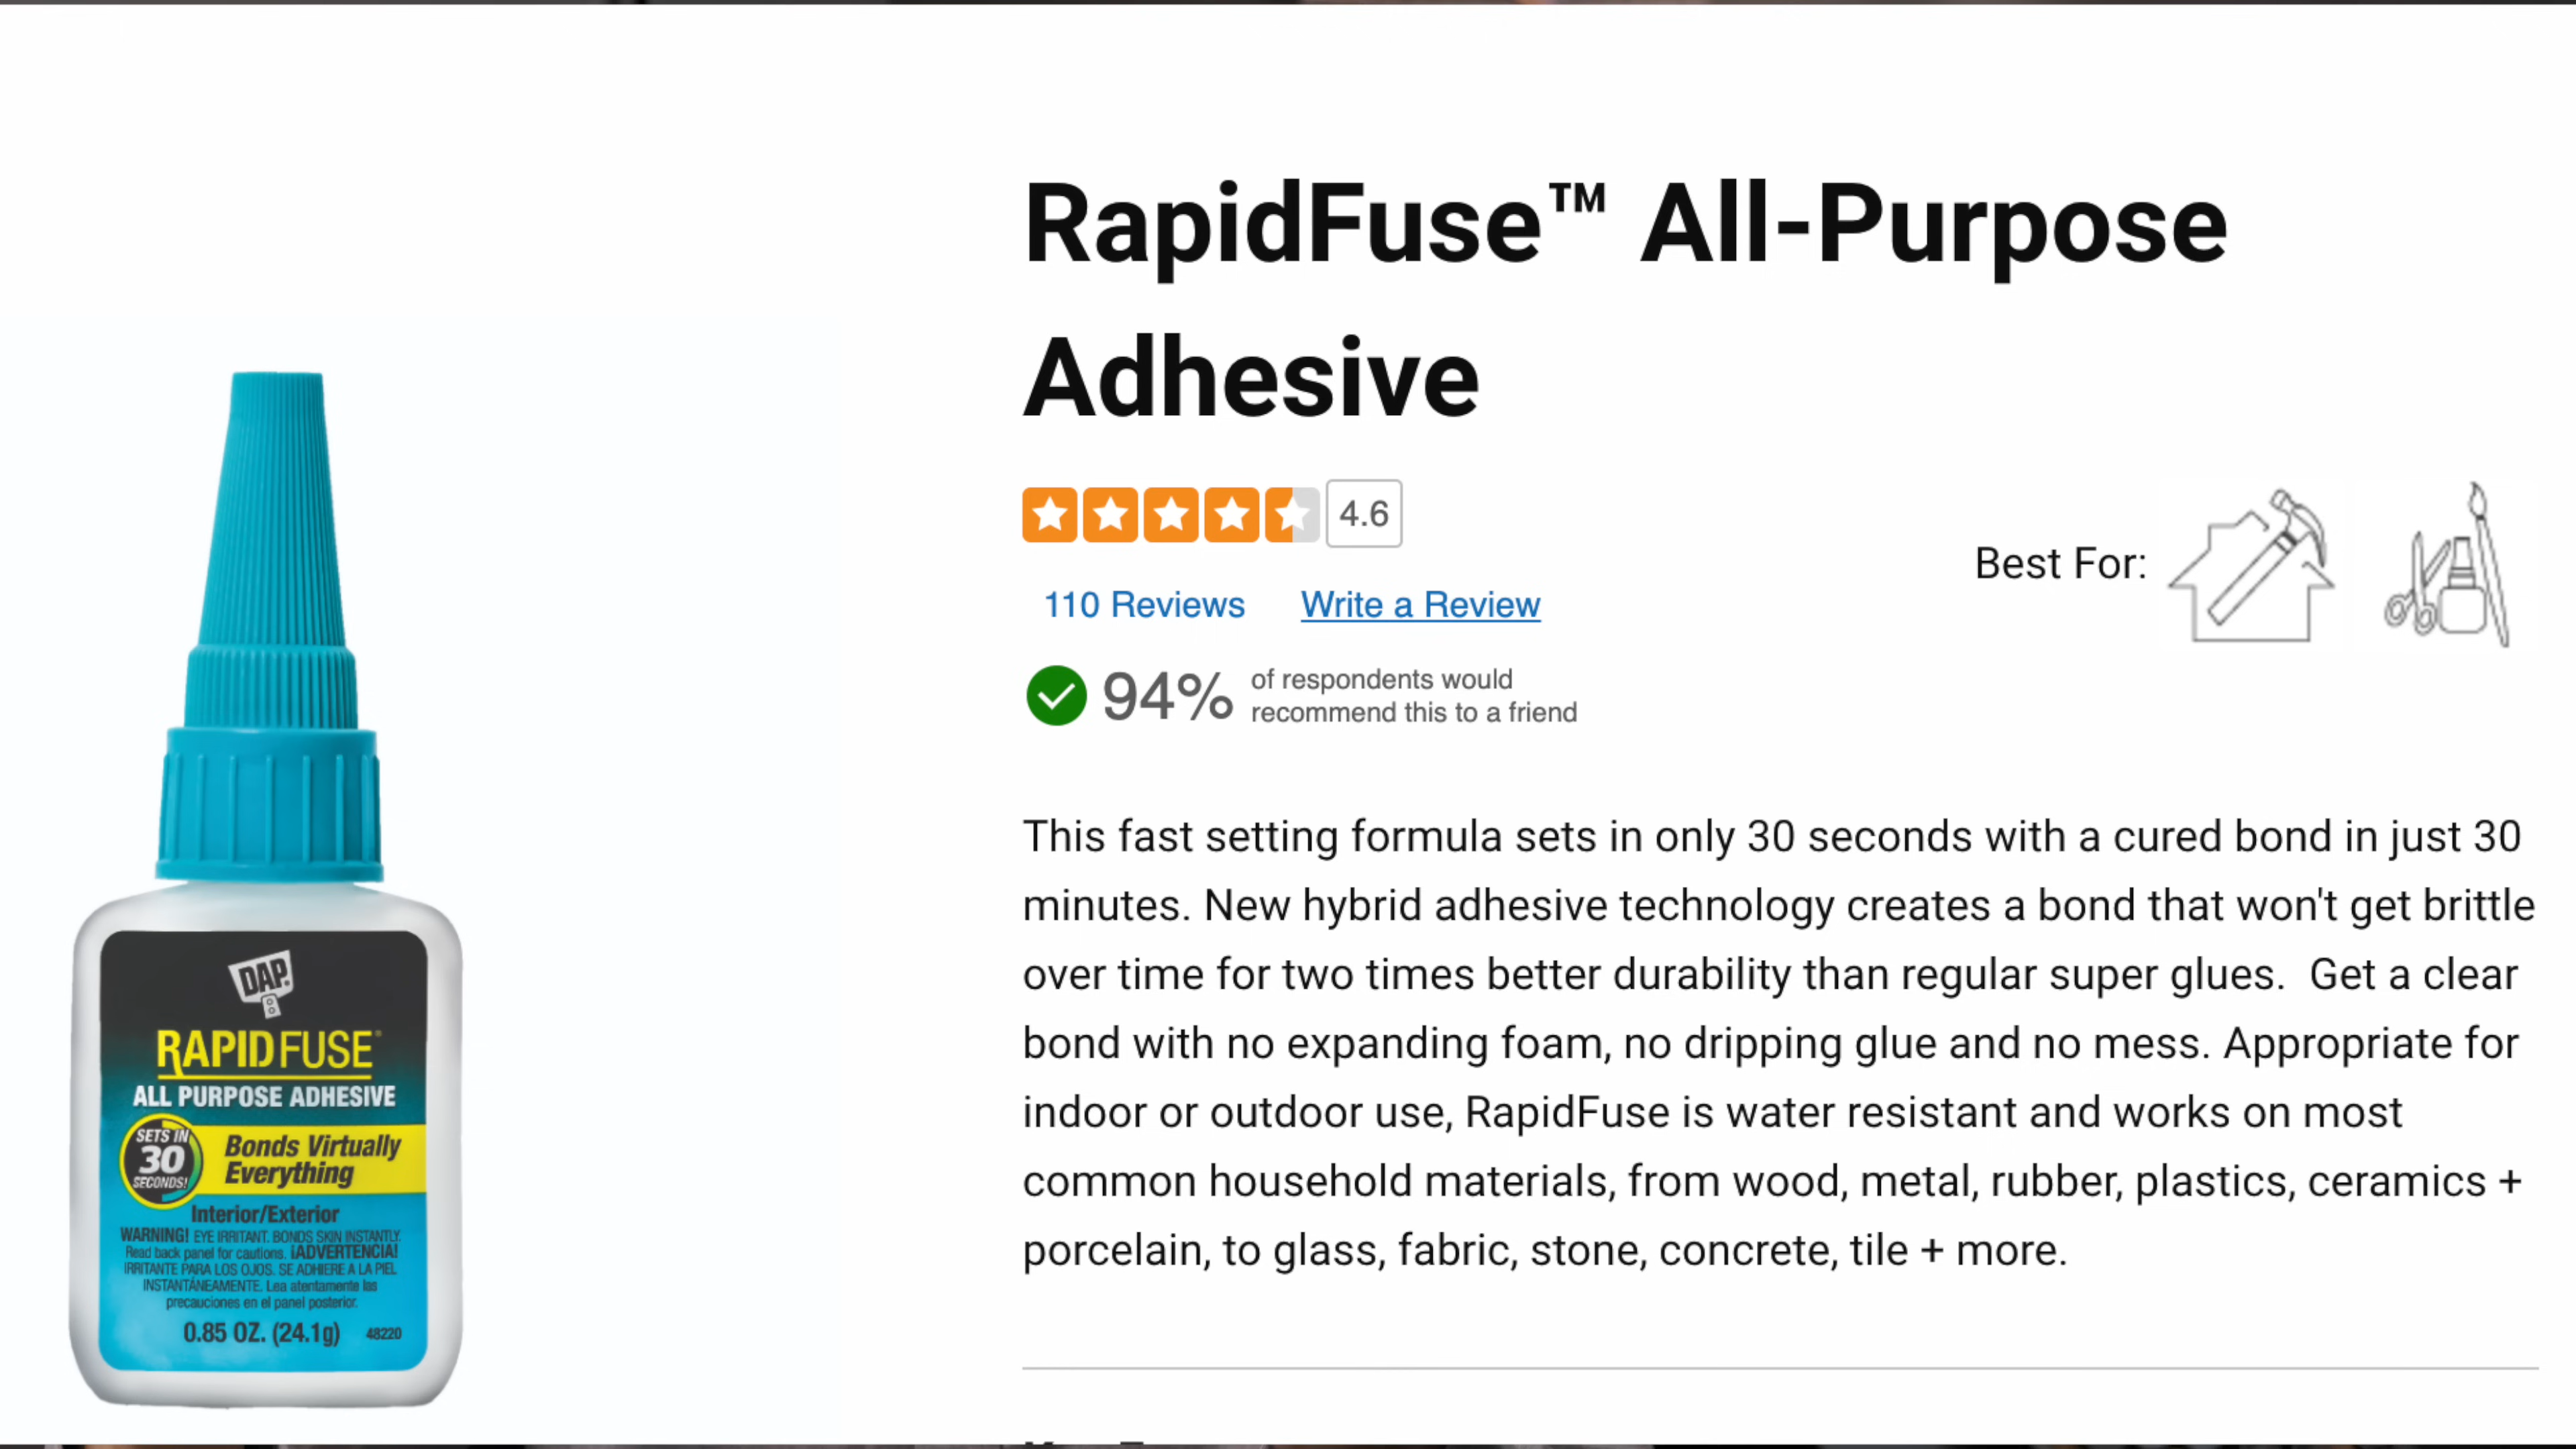 RapidFuse™ All-Purpose
Adhesive
4.6
110 Reviews Write a Review
94% of respondents would
recommend this to a friend
Best For:
This fast setting formula sets in only 30 seconds with a cured bond in just 30
minutes. New hybrid adhesive technology creates a bond that won't get brittle
over time for two times better durability than regular super glues.  Get a clear
bond with no expanding foam, no dripping glue and no mess. Appropriate for
indoor or outdoor use, RapidFuse is water resistant and works on most
common household materials, from wood, metal, rubber, plastics, ceramics +
porcelain, to glass, fabric, stone, concrete, tile + more.
DAP.
RAPIDFUSE®
ALL PURPOSE ADHESIVE
SETS IN
30
SECONDS!
Bonds Virtually
Everything
Interior/Exterior
WARNING! EYE IRRITANT. BONDS SKIN INSTANTLY.
Read back panel for cautions. ¡ADVERTENCIA!
IRRITANTE PARA LOS OJOS. SE ADHIERE A LA PIEL
INSTANTÁNEAMENTE. Lea atentamente las
precauciones en el panel posterior.
0.85 OZ. (24.1g) 48220